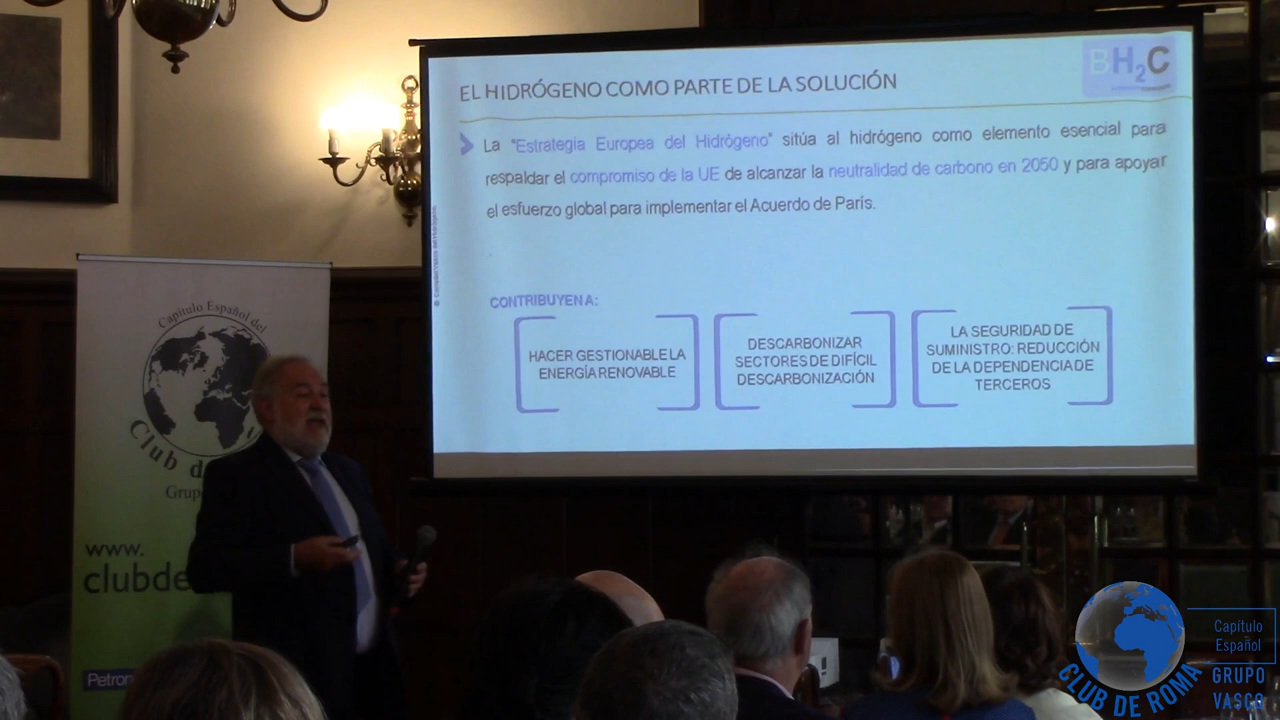 BH2C
EL HIDRÓGENO COMO PARTE DE LA SOLUCIÓN
La "Estrategia Europea del Hidrógeno" sitúa al hidrógeno como elemento esencial para
respaldar el compromiso de la UE de alcanzar la neutralidad de carbono en 2050 y para apoyar
el esfuerzo global para implementar el Acuerdo de París.
CONTRIBUYEN A:
HACER GESTIONABLE LA
ENERGÍA RENOVABLE
DESCARBONIZAR
SECTORES DE DIFÍCIL
DESCARBONIZACIÓN
LA SEGURIDAD DE
SUMINISTRO: REDUCCIÓN
DE LA DEPENDENCIA DE
TERCEROS
Capítulo Español del
Club d
Grup
www.
clubde
Petron
CLUB DE ROMA
Capítulo
Español
GRUPO
VASCO